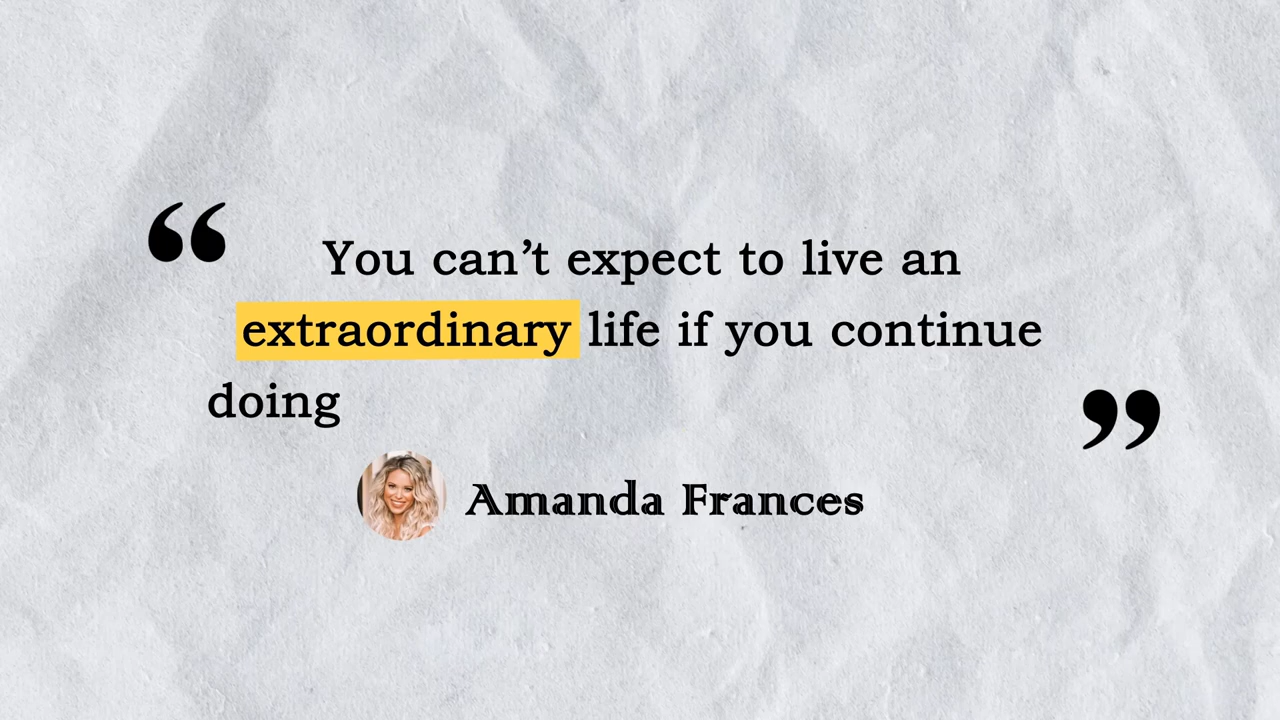 “ You can’t expect to live an
extraordinary life if you continue
doing ”
Amanda Frances